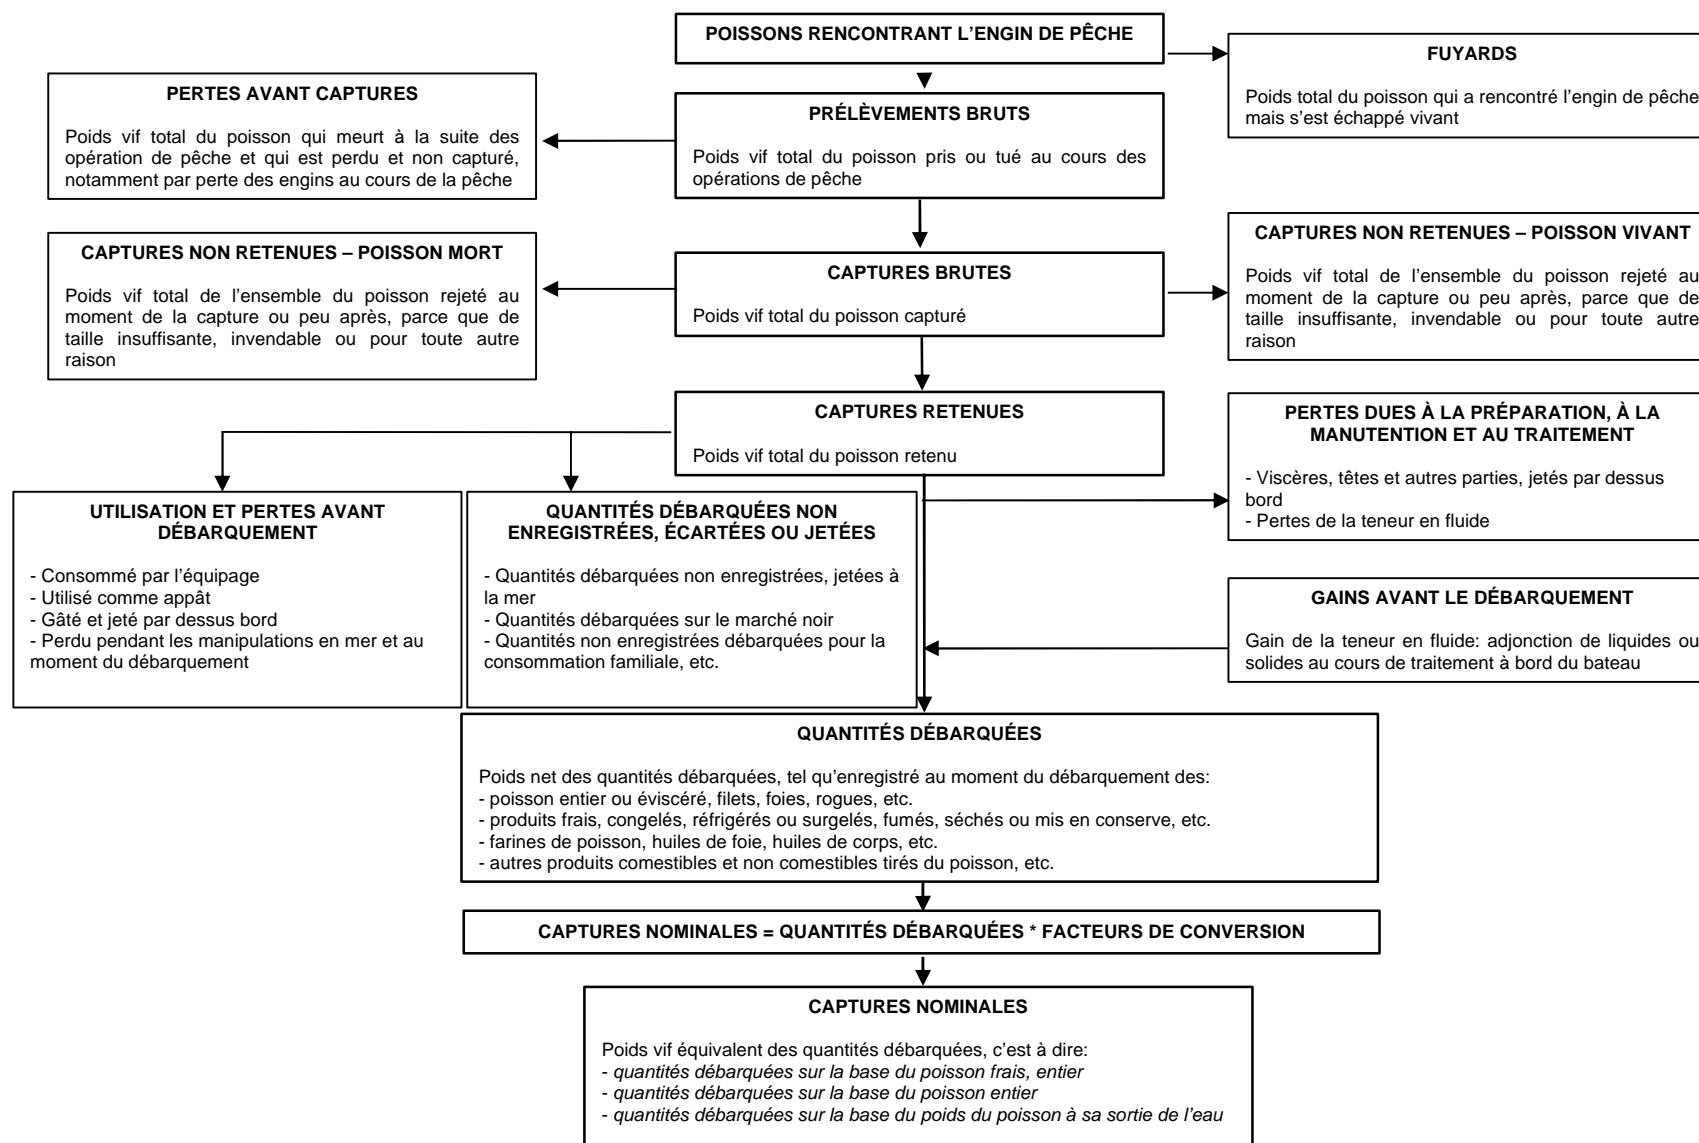 POISSONS RENCONTRANT L'ENGIN DE PÊCHE
FUYARDS
Poids total du poisson qui a rencontré l'engin de pêche
mais s'est échappé vivant
PERTES AVANT CAPTURES
Poids vif total du poisson qui meurt à la suite des
opération de pêche et qui est perdu et non capturé,
notamment par perte des engins au cours de la pêche
PRÉLÈVEMENTS BRUTS
Poids vif total du poisson pris ou tué au cours des
opérations de pêche
CAPTURES NON RETENUES – POISSON MORT
Poids vif total de l'ensemble du poisson rejeté au
moment de la capture ou peu après, parce que de
taille insuffisante, invendable ou pour toute autre
raison
CAPTURES BRUTES
Poids vif total du poisson capturé
CAPTURES NON RETENUES – POISSON VIVANT
Poids vif total de l'ensemble du poisson rejeté au
moment de la capture ou peu après, parce que de
taille insuffisante, invendable ou pour toute autre
raison
CAPTURES RETENUES
Poids vif total du poisson retenu
PERTES DUES À LA PRÉPARATION, À LA
MANUTENTION ET AU TRAITEMENT
- Viscères, têtes et autres parties, jetés par dessus
bord
- Pertes de la teneur en fluide
UTILISATION ET PERTES AVANT
DÉBARQUEMENT
- Consommé par l'équipage
- Utilisé comme appât
- Gâté et jeté par dessus bord
- Perdu pendant les manipulations en mer et au
moment du débarquement
QUANTITÉS DÉBARQUÉES NON
ENREGISTRÉES, ÉCARTÉES OU JETÉES
- Quantités débarquées non enregistrées, jetées à
la mer
- Quantités débarquées sur le marché noir
- Quantités non enregistrées débarquées pour la
consommation familiale, etc.
GAINS AVANT LE DÉBARQUEMENT
Gain de la teneur en fluide: adjonction de liquides ou
solides au cours de traitement à bord du bateau
QUANTITÉS DÉBARQUÉES
Poids net des quantités débarquées, tel qu'enregistré au moment du débarquement des:
- poisson entier ou éviscéré, filets, foies, rogues, etc.
- produits frais, congelés, réfrigérés ou surgelés, fumés, séchés ou mis en conserve, etc.
- farines de poisson, huiles de foie, huiles de corps, etc.
- autres produits comestibles et non comestibles tirés du poisson, etc.
CAPTURES NOMINALES = QUANTITÉS DÉBARQUÉES * FACTEURS DE CONVERSION
CAPTURES NOMINALES
Poids vif équivalent des quantités débarquées, c'est à dire:
- quantités débarquées sur la base du poisson frais, entier
- quantités débarquées sur la base du poisson entier
- quantités débarquées sur la base du poids du poisson à sa sortie de l'eau